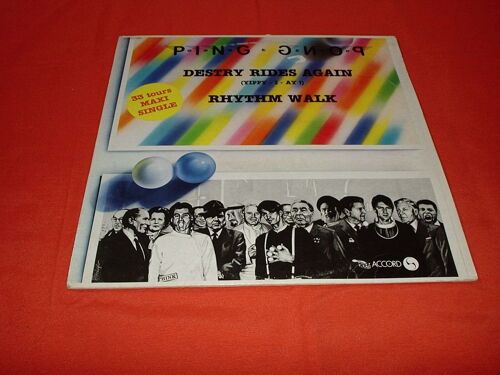 P·I·N·G · G·N·O·P
DESTRY RIDES AGAIN
(YIPPY - I - AY !)
RHYTHM WALK
33 tours
MAXI
SINGLE
ACCORD